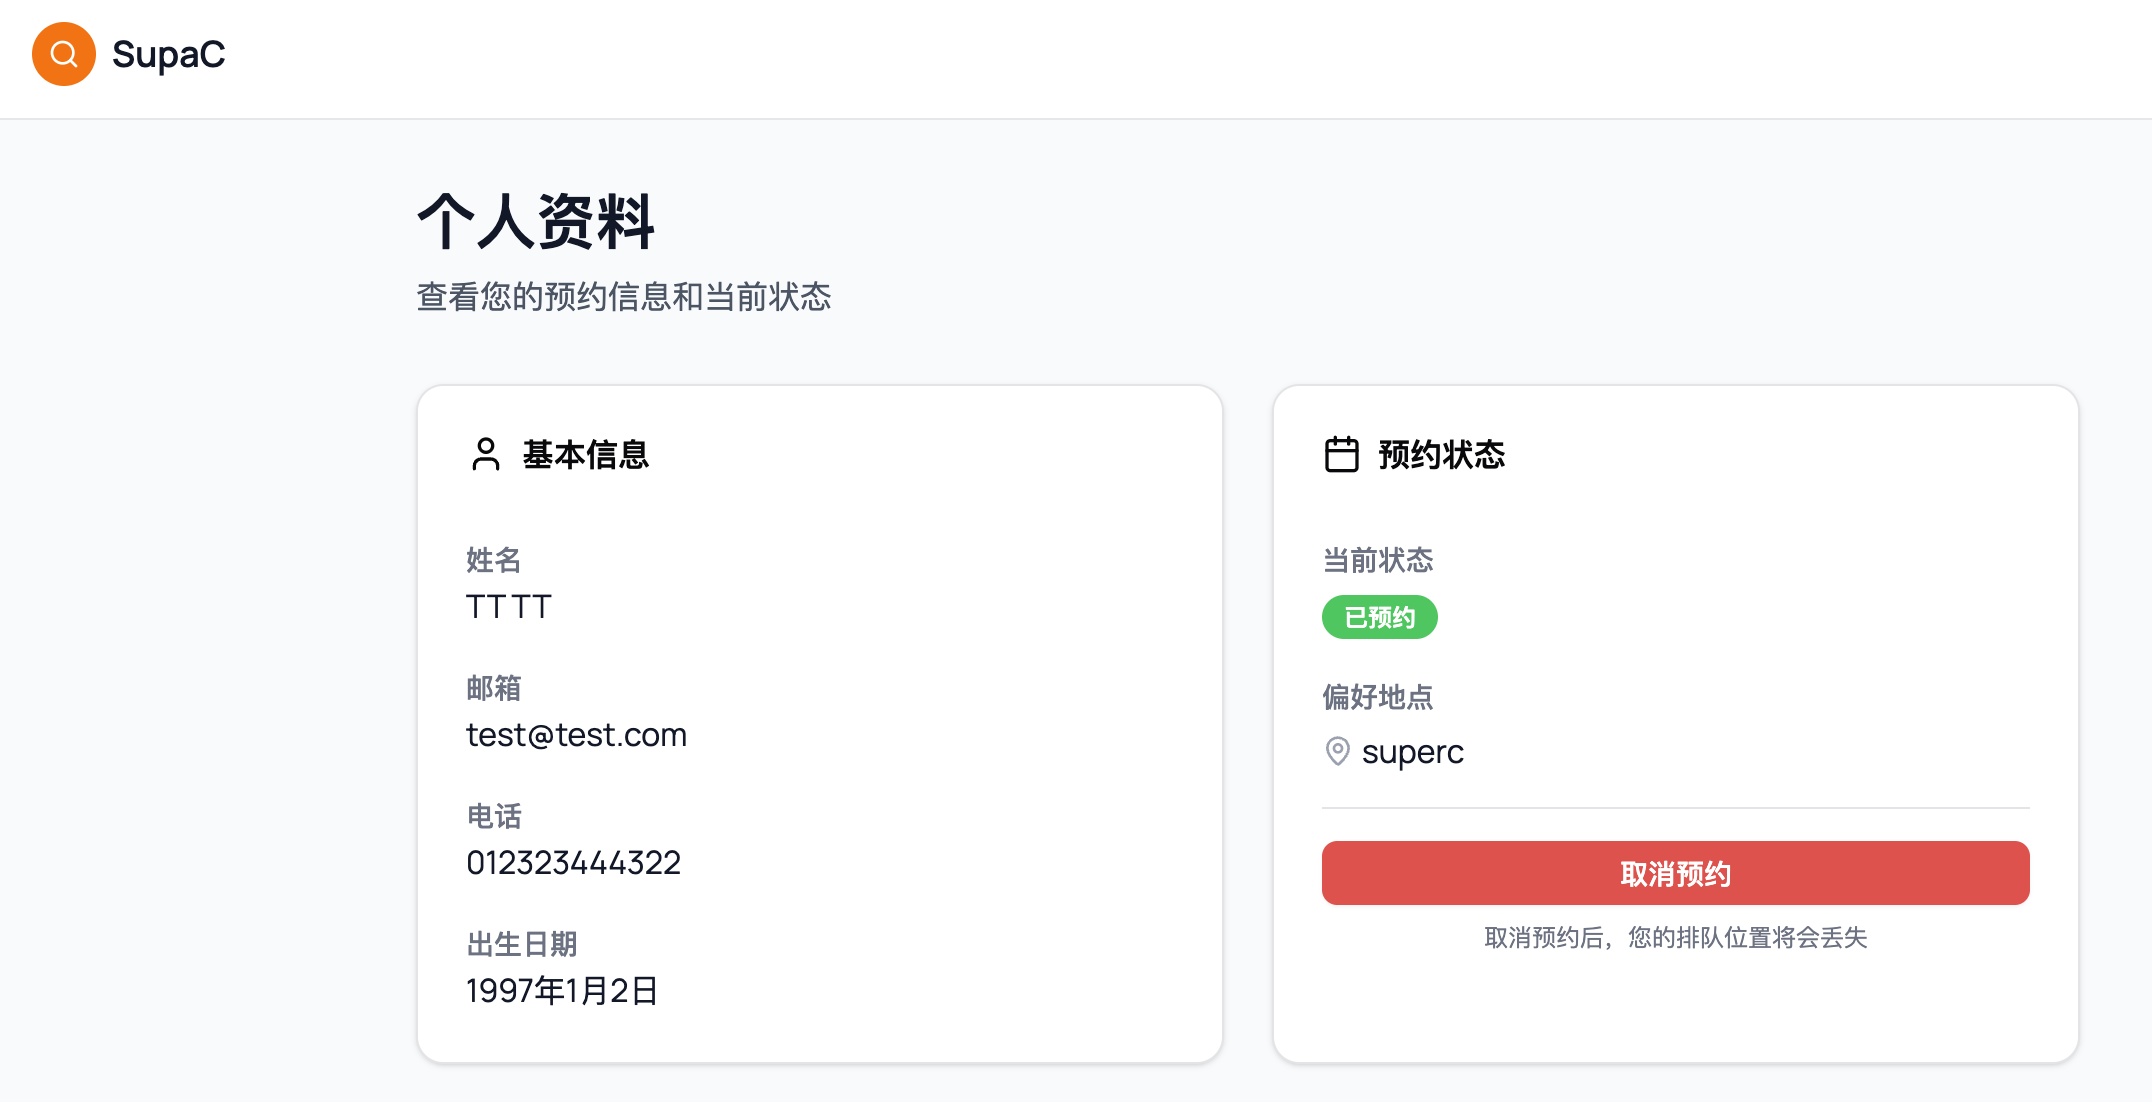 SupaC
个人资料
查看您的预约信息和当前状态
基本信息
姓名
TT TT
邮箱
test@test.com
电话
012323444322
出生日期
1997年1月2日
预约状态
当前状态
已预约
偏好地点
superc
取消预约
取消预约后，您的排队位置将会丢失